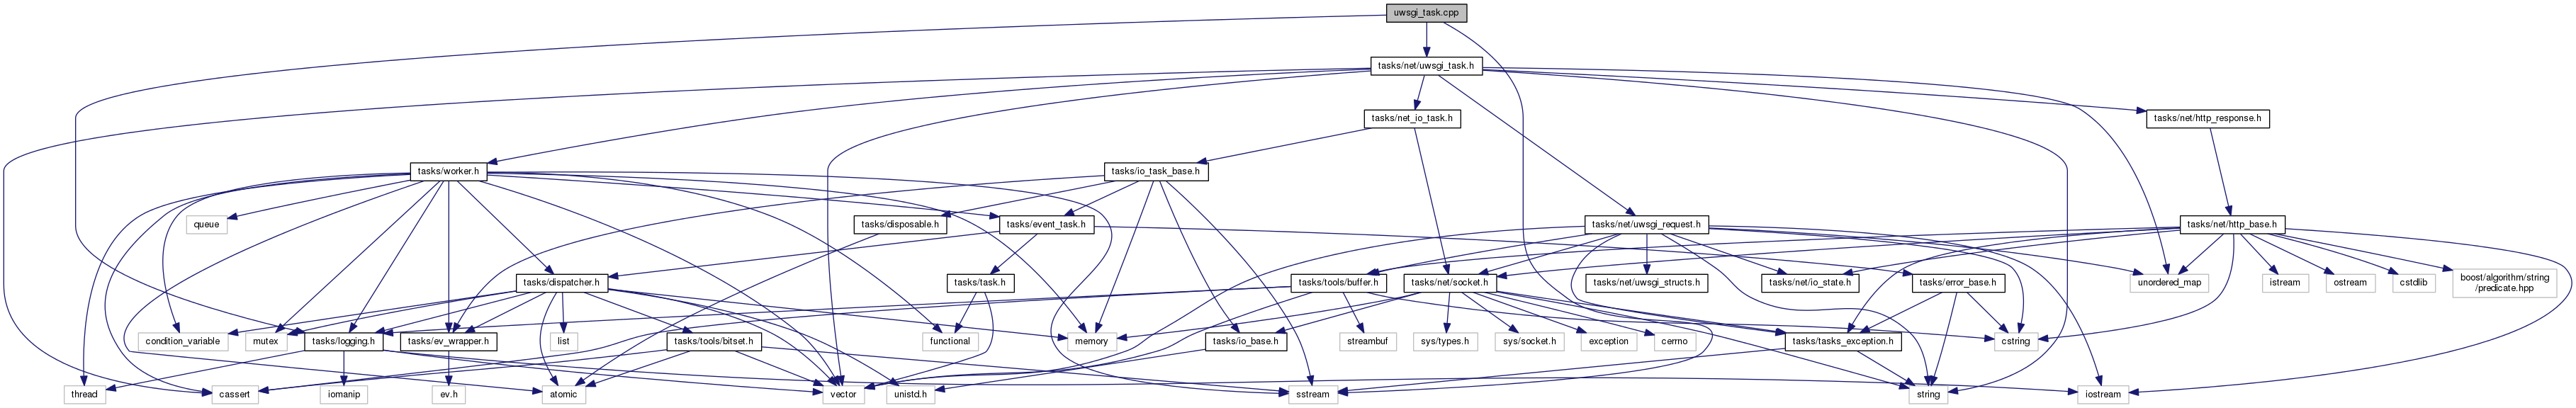 uwsgi_task.cpp
tasks/net/uwsgi_task.h
tasks/net_io_task.h
tasks/net/http_response.h
tasks/worker.h
tasks/io_task_base.h
queue
tasks/disposable.h
tasks/event_task.h
tasks/net/uwsgi_request.h
tasks/net/http_base.h
tasks/dispatcher.h
tasks/task.h
tasks/tools/buffer.h
tasks/net/socket.h
tasks/net/uwsgi_structs.h
tasks/net/io_state.h
tasks/error_base.h
unordered_map
istream
ostream
cstdlib
boost/algorithm/string
/predicate.hpp
condition_variable
mutex
tasks/logging.h
tasks/ev_wrapper.h
list
tasks/tools/bitset.h
functional
memory
tasks/io_base.h
streambuf
sys/types.h
sys/socket.h
exception
cerrno
tasks/tasks_exception.h
cstring
thread
cassert
iomanip
ev.h
atomic
vector
unistd.h
sstream
string
iostream